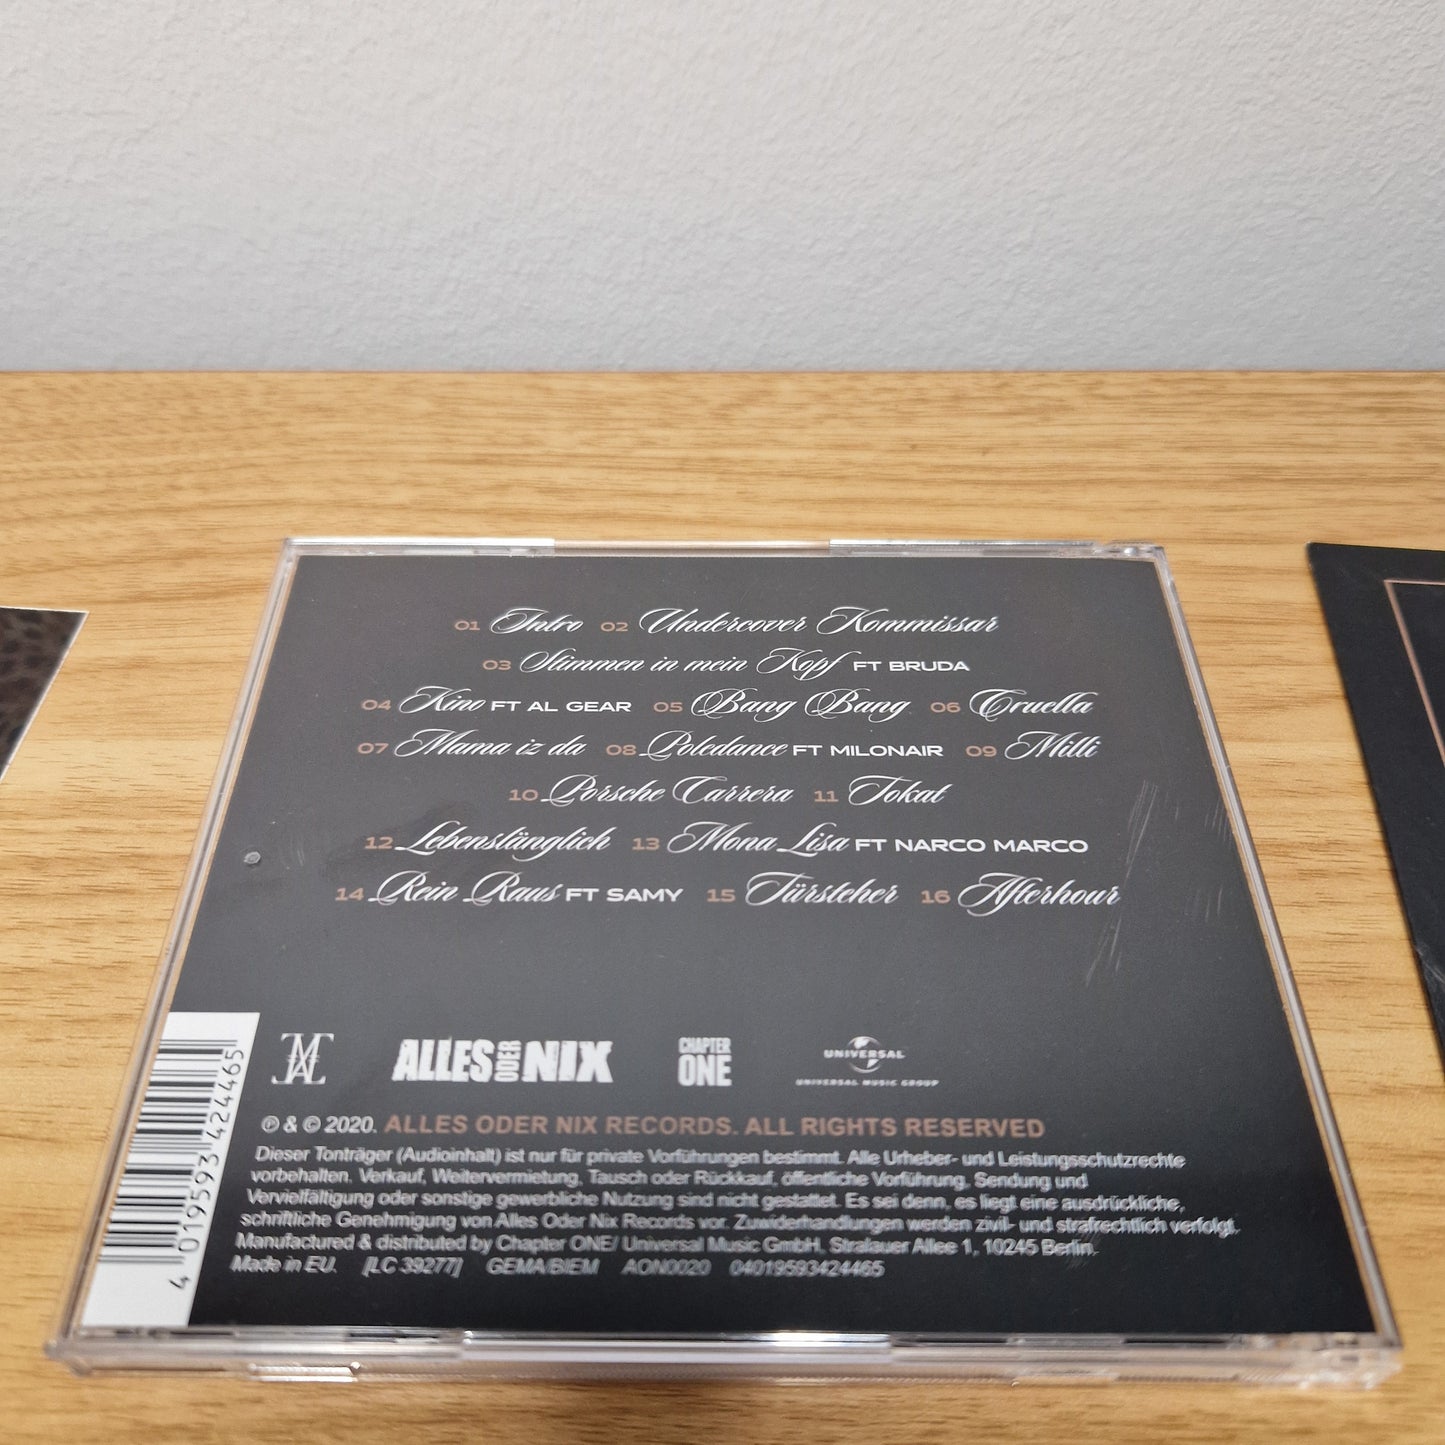 01 Intro 02 Undercover Kommissar
03 Stimmen in mein Kopf FT BRUDA
04 Kino FT AL GEAR 05 Bang Bang 06 Cruella
07 Mama iz da 08 Poledance FT MILONAIR 09 Milli
10 Porsche Carrera 11 Tokat
12 Lebenslänglich 13 Mona Lisa FT NARCO MARCO
14 Rein Raus FT SAMY 15 Türsteher 16 Afterhour
ALLES ODER NIX
CHAPTER ONE
UNIVERSAL
UNIVERSAL MUSIC GROUP
4 019593 424465
℗ & © 2020. ALLES ODER NIX RECORDS. ALL RIGHTS RESERVED
Dieser Tonträger (Audioinhalt) ist nur für private Vorführungen bestimmt. Alle Urheber- und Leistungsschutzrechte
vorbehalten. Verkauf, Weitervermietung, Tausch oder Rückkauf, öffentliche Vorführung, Sendung und
Vervielfältigung oder sonstige gewerbliche Nutzung sind nicht gestattet. Es sei denn, es liegt eine ausdrückliche,
schriftliche Genehmigung von Alles Oder Nix Records vor. Zuwiderhandlungen werden zivil- und strafrechtlich verfolgt.
Manufactured & distributed by Chapter ONE/ Universal Music GmbH, Stralauer Allee 1, 10245 Berlin.
Made in EU. [LC 39277] GEMA/BIEM AON0020 04019593424465